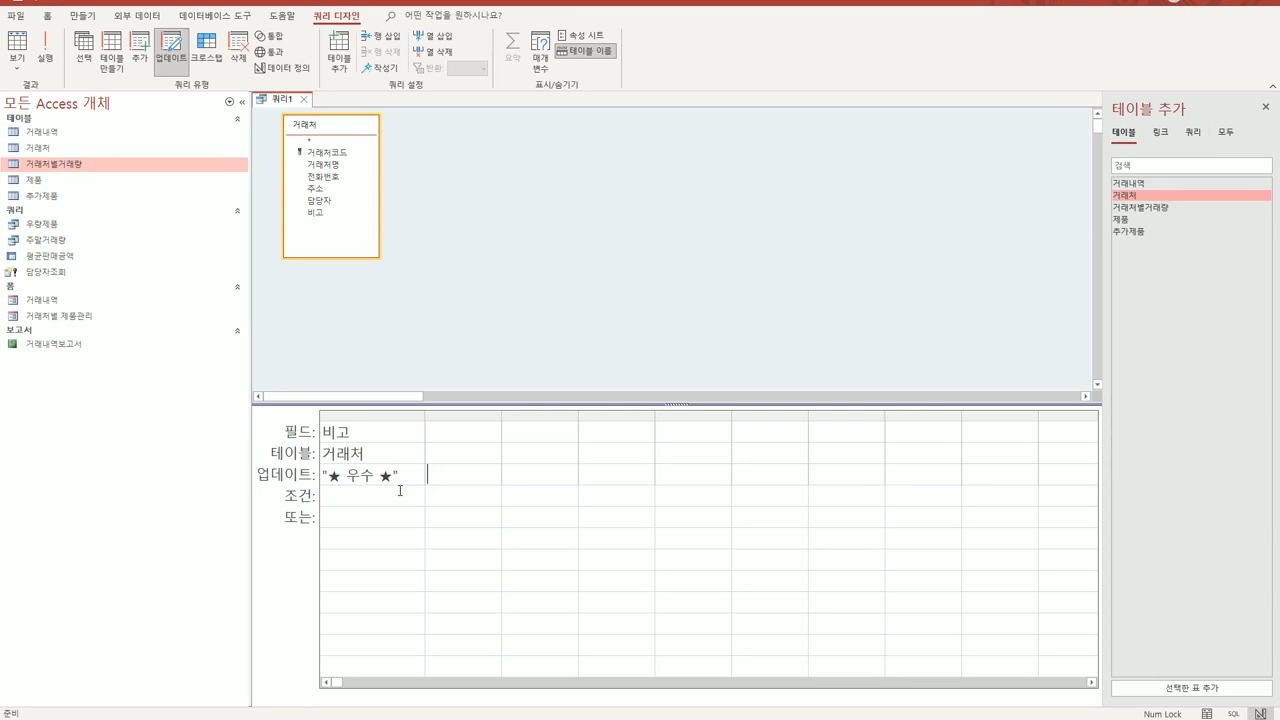 파일 홈 만들기 외부 데이터 데이터베이스 도구 도움말 쿼리 디자인 어떤 작업을 원하시나요?
보기 실행 선택 테이블 만들기 추가 업데이트 크로스탭 삭제
통합
통과
데이터 정의
테이블 추가
행 삽입
행 삭제
작성기
열 삽입
열 삭제
반환:
요약
매개 변수
속성 시트
테이블 이름
결과 쿼리 유형 쿼리 설정 표시/숨기기
모든 Access 개체
테이블
거래내역
거래처
거래처별거래량
제품
추가제품
쿼리
우량제품
주말거래량
평균판매금액
담당자조회
폼
거래내역
거래처별 제품관리
보고서
거래내역보고서
쿼리1
거래처
*
거래처코드
거래처명
전화번호
주소
담당자
비고
필드: 비고
테이블: 거래처
업데이트: "★ 우수 ★"
조건:
또는:
테이블 추가
테이블 링크 쿼리 모두
검색
거래내역
거래처
거래처별거래량
제품
추가제품
선택한 표 추가
준비
Num Lock
SQL